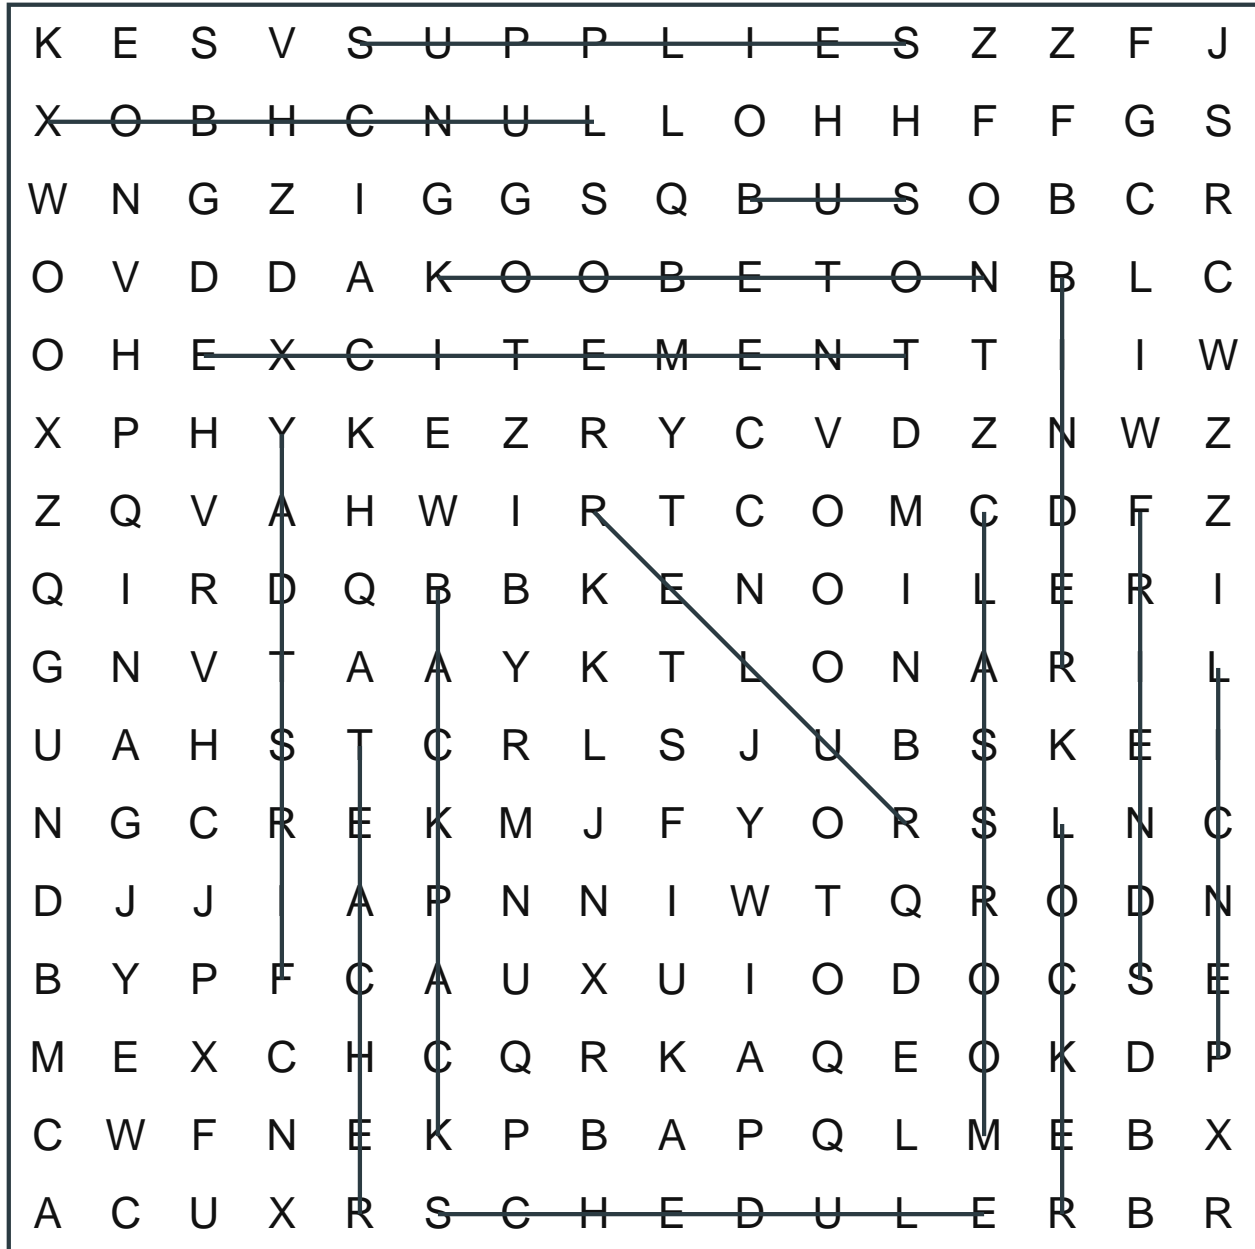 K E S V S U P P L I E S Z Z F J
X O B H C N U L L O H H F F G S
W N G Z I G G S Q B U S O B C R
O V D D A K O O B E T O N B L C
O H E X C I T E M E N T T I I W
X P H Y K E Z R Y C V D Z N W Z
Z Q V A H W I R T C O M C D F Z
Q I R D Q B B K E N O I L E R I
G N V T A A Y K T L O N A R I L
U A H S T C R L S J U B S K E I
N G C R E K M J F Y O R S L N C
D J J I A P N N I W T Q R O D N
B Y P F C A U X U I O D O C S E
M E X C H C Q R K A Q E O K D P
C W F N E K P B A P Q L M E B X
A C U X R S C H E D U L E R B R